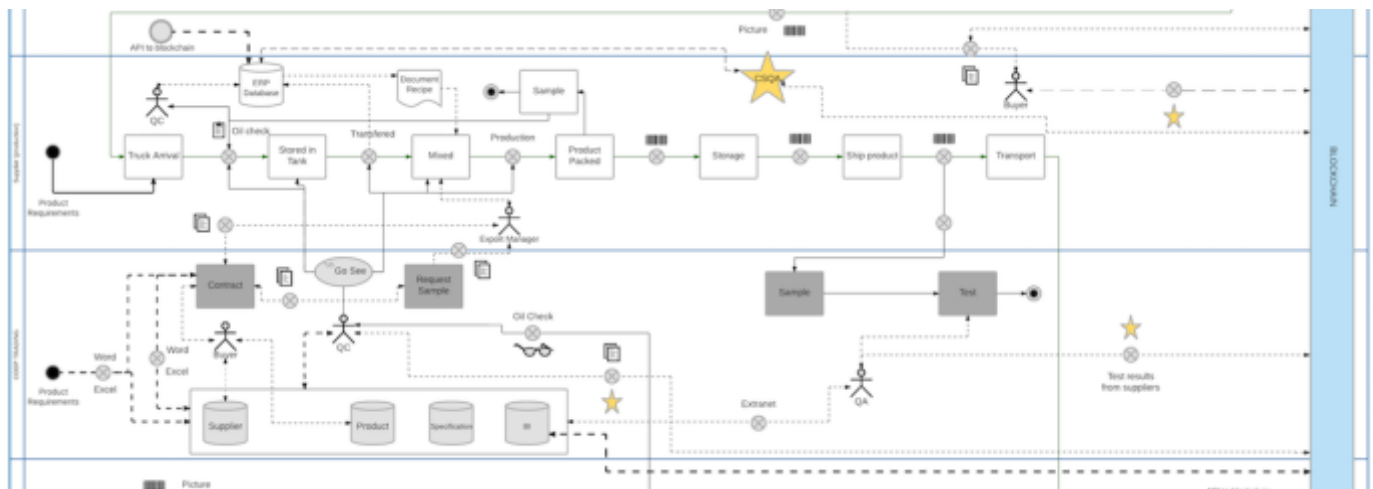 Picture
API to blockchain
ERP
Database
Document
Recipe
Sample
CSQA
Buyer
QC
Oil check
Transfered
Production
Truck Arrival
Stored in
Tank
Mixed
Product
Packed
Storage
Ship product
Transport
Supplier (production)
BLOCKCHAIN
Product
Requirements
Export Manager
Contract
Go See
Request
Sample
Sample
Test
Oil Check
Word
Excel
Word
Excel
Buyer
QC
Product
Requirements
Test results
from suppliers
QA
Extranet
Supplier
Product
Specification
Picture